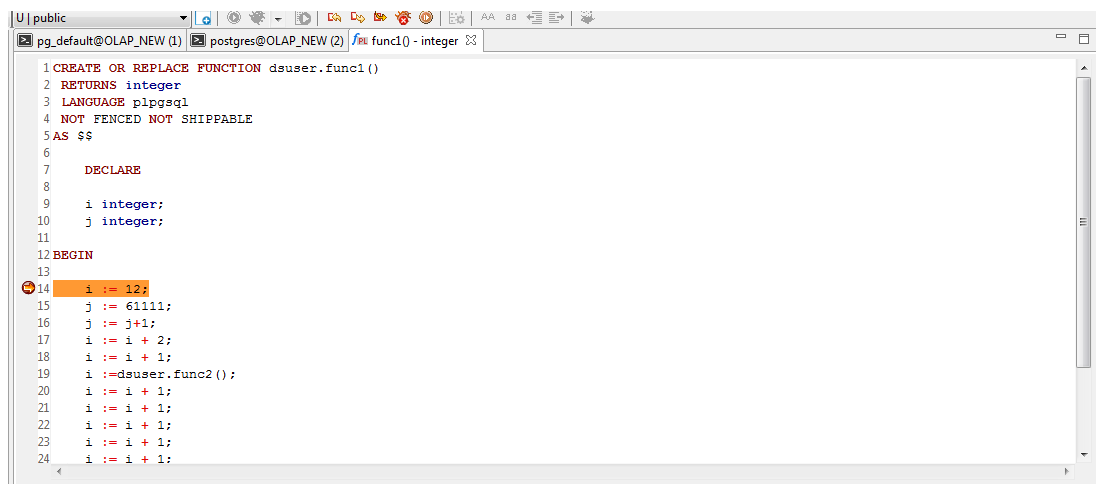 U | public
AA aa
pg_default@OLAP_NEW (1) postgres@OLAP_NEW (2) fPL func1() - integer
1 CREATE OR REPLACE FUNCTION dsuser.func1()
2 RETURNS integer
3 LANGUAGE plpgsql
4 NOT FENCED NOT SHIPPABLE
5 AS $$
6
7 DECLARE
8
9 i integer;
10 j integer;
11
12 BEGIN
13
14 i := 12;
15 j := 61111;
16 j := j+1;
17 i := i + 2;
18 i := i + 1;
19 i :=dsuser.func2();
20 i := i + 1;
21 i := i + 1;
22 i := i + 1;
23 i := i + 1;
24 i := i + 1;